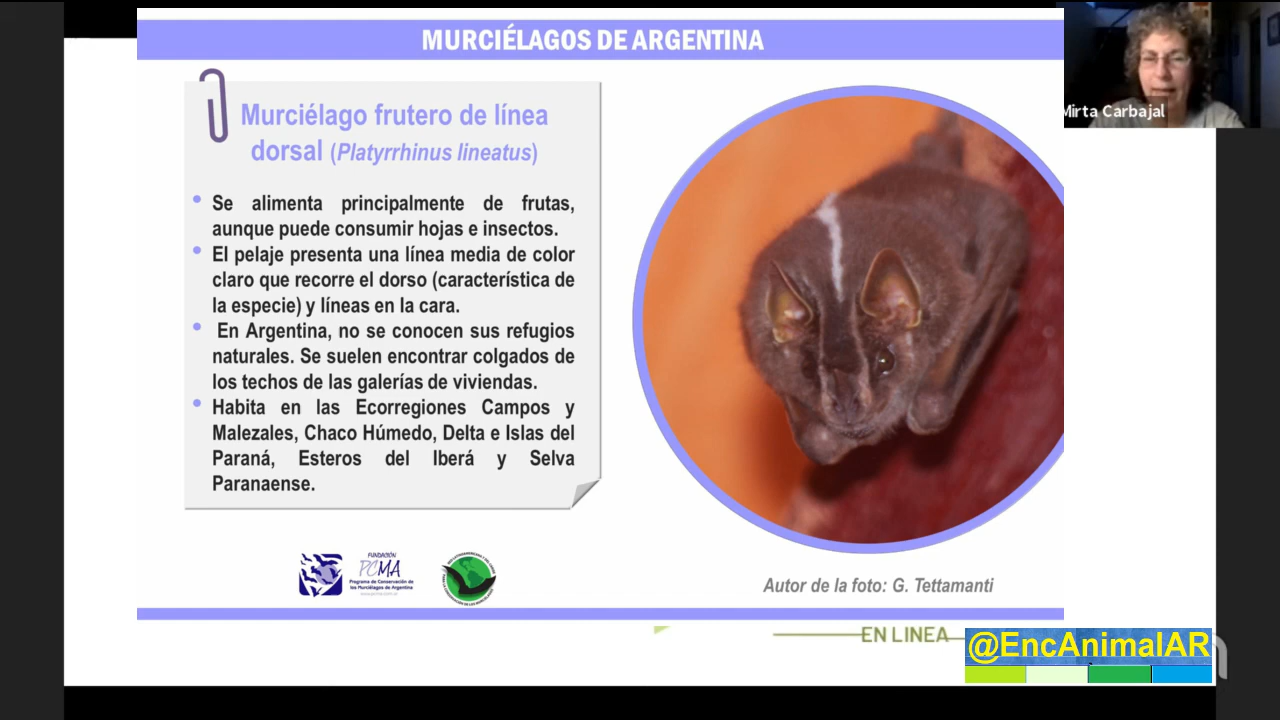 MURCIÉLAGOS DE ARGENTINA
Mirta Carbajal
Murciélago frutero de línea
dorsal (Platyrrhinus lineatus)
• Se alimenta principalmente de frutas,
aunque puede consumir hojas e insectos.
• El pelaje presenta una línea media de color
claro que recorre el dorso (característica de
la especie) y líneas en la cara.
• En Argentina, no se conocen sus refugios
naturales. Se suelen encontrar colgados de
los techos de las galerías de viviendas.
• Habita en las Ecorregiones Campos y
Malezales, Chaco Húmedo, Delta e Islas del
Paraná, Esteros del Iberá y Selva
Paranaense.
FUNDACIÓN
PCMA
Programa de Conservación de
los Murciélagos de Argentina
Autor de la foto: G. Tettamanti
EN LINEA
@EncAnimalAR